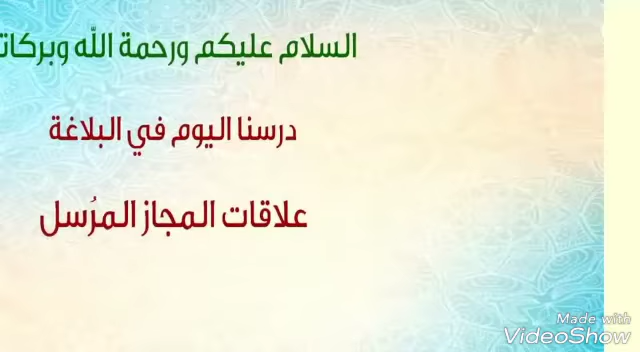 السلام عليكم ورحمة الله وبركات
درسنا اليوم في البلاغة
علاقات المجاز المرُسل
Made with
VideoShow